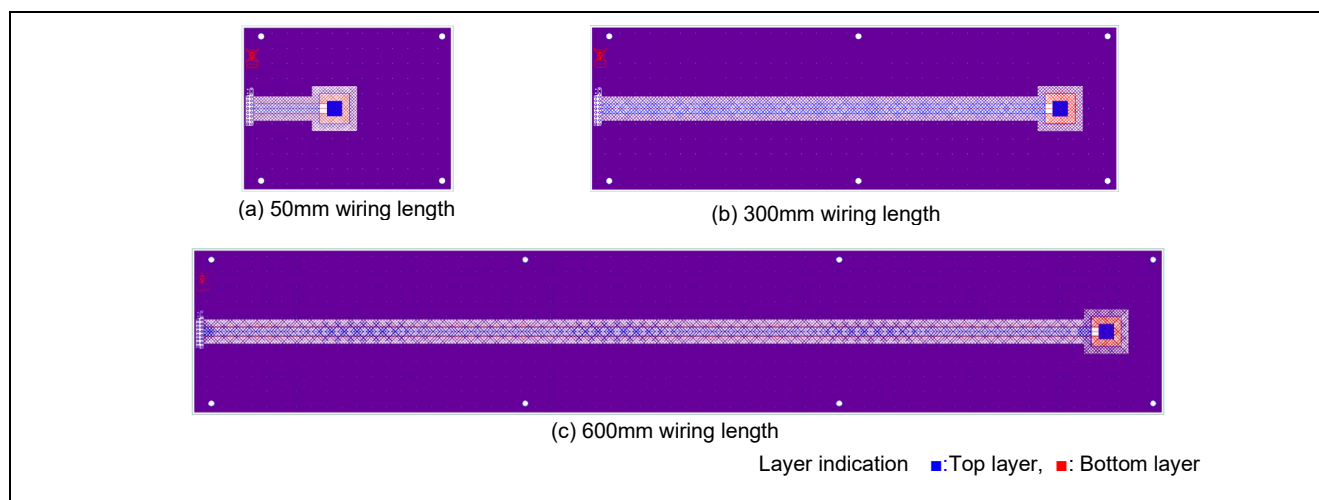 (a) 50mm wiring length
(b) 300mm wiring length
(c) 600mm wiring length
Layer indication ■:Top layer, ■: Bottom layer